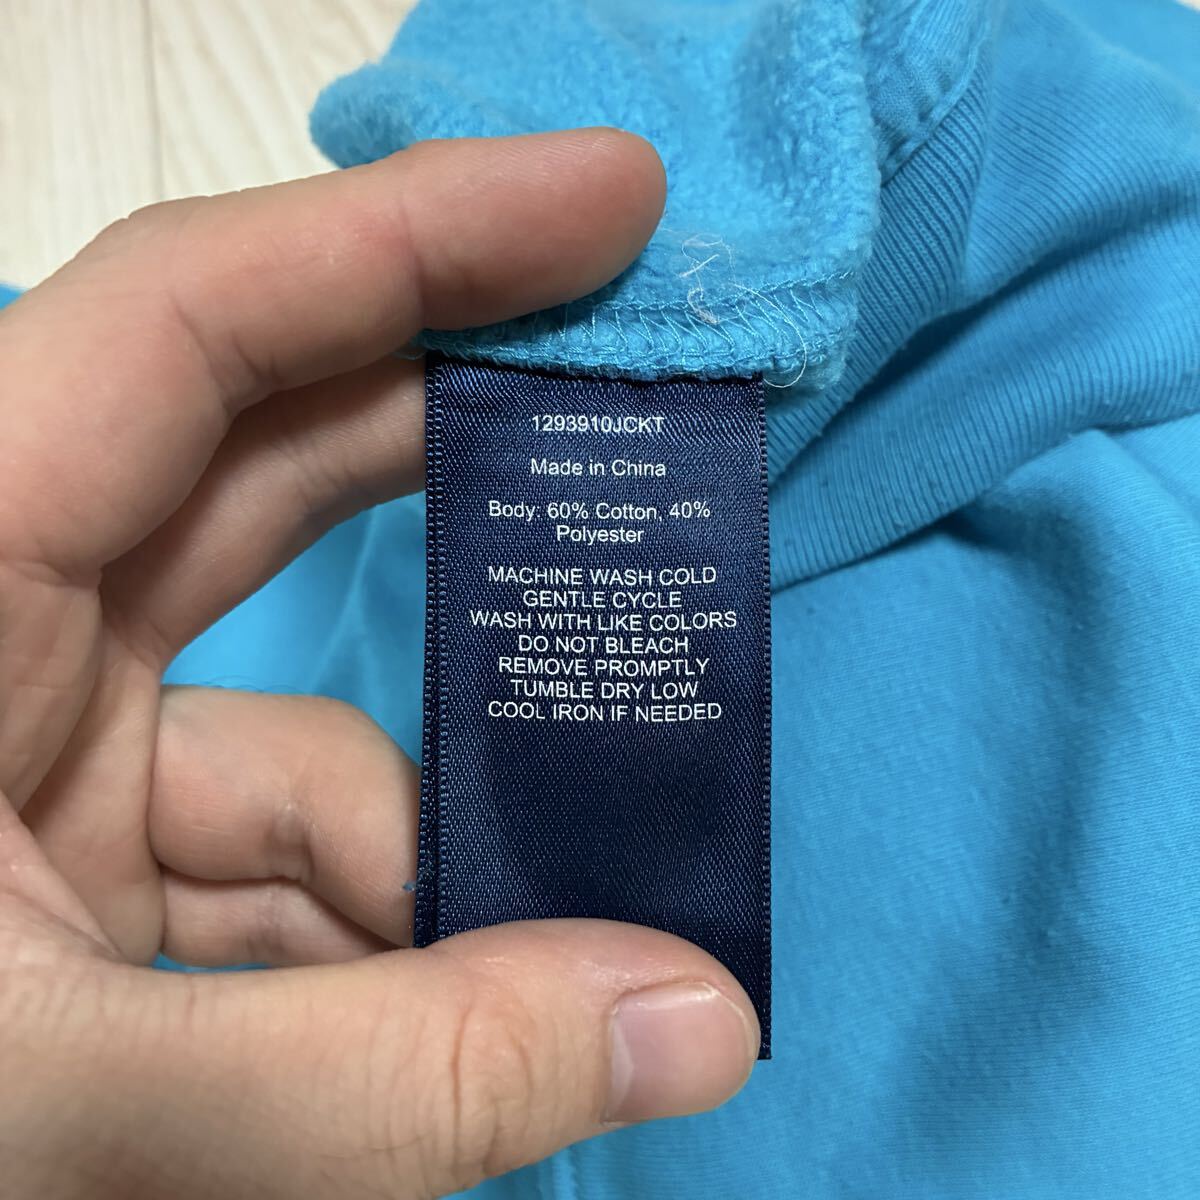 1293910JCKT
Made in China
Body 60% Cotton, 40%
Polyester
MACHINE WASH COLD
GENTLE CYCLE
WASH WITH LIKE COLORS
DO NOT BLEACH
REMOVE PROMPTLY
TUMBLE DRY LOW
COOL IRON IF NEEDED